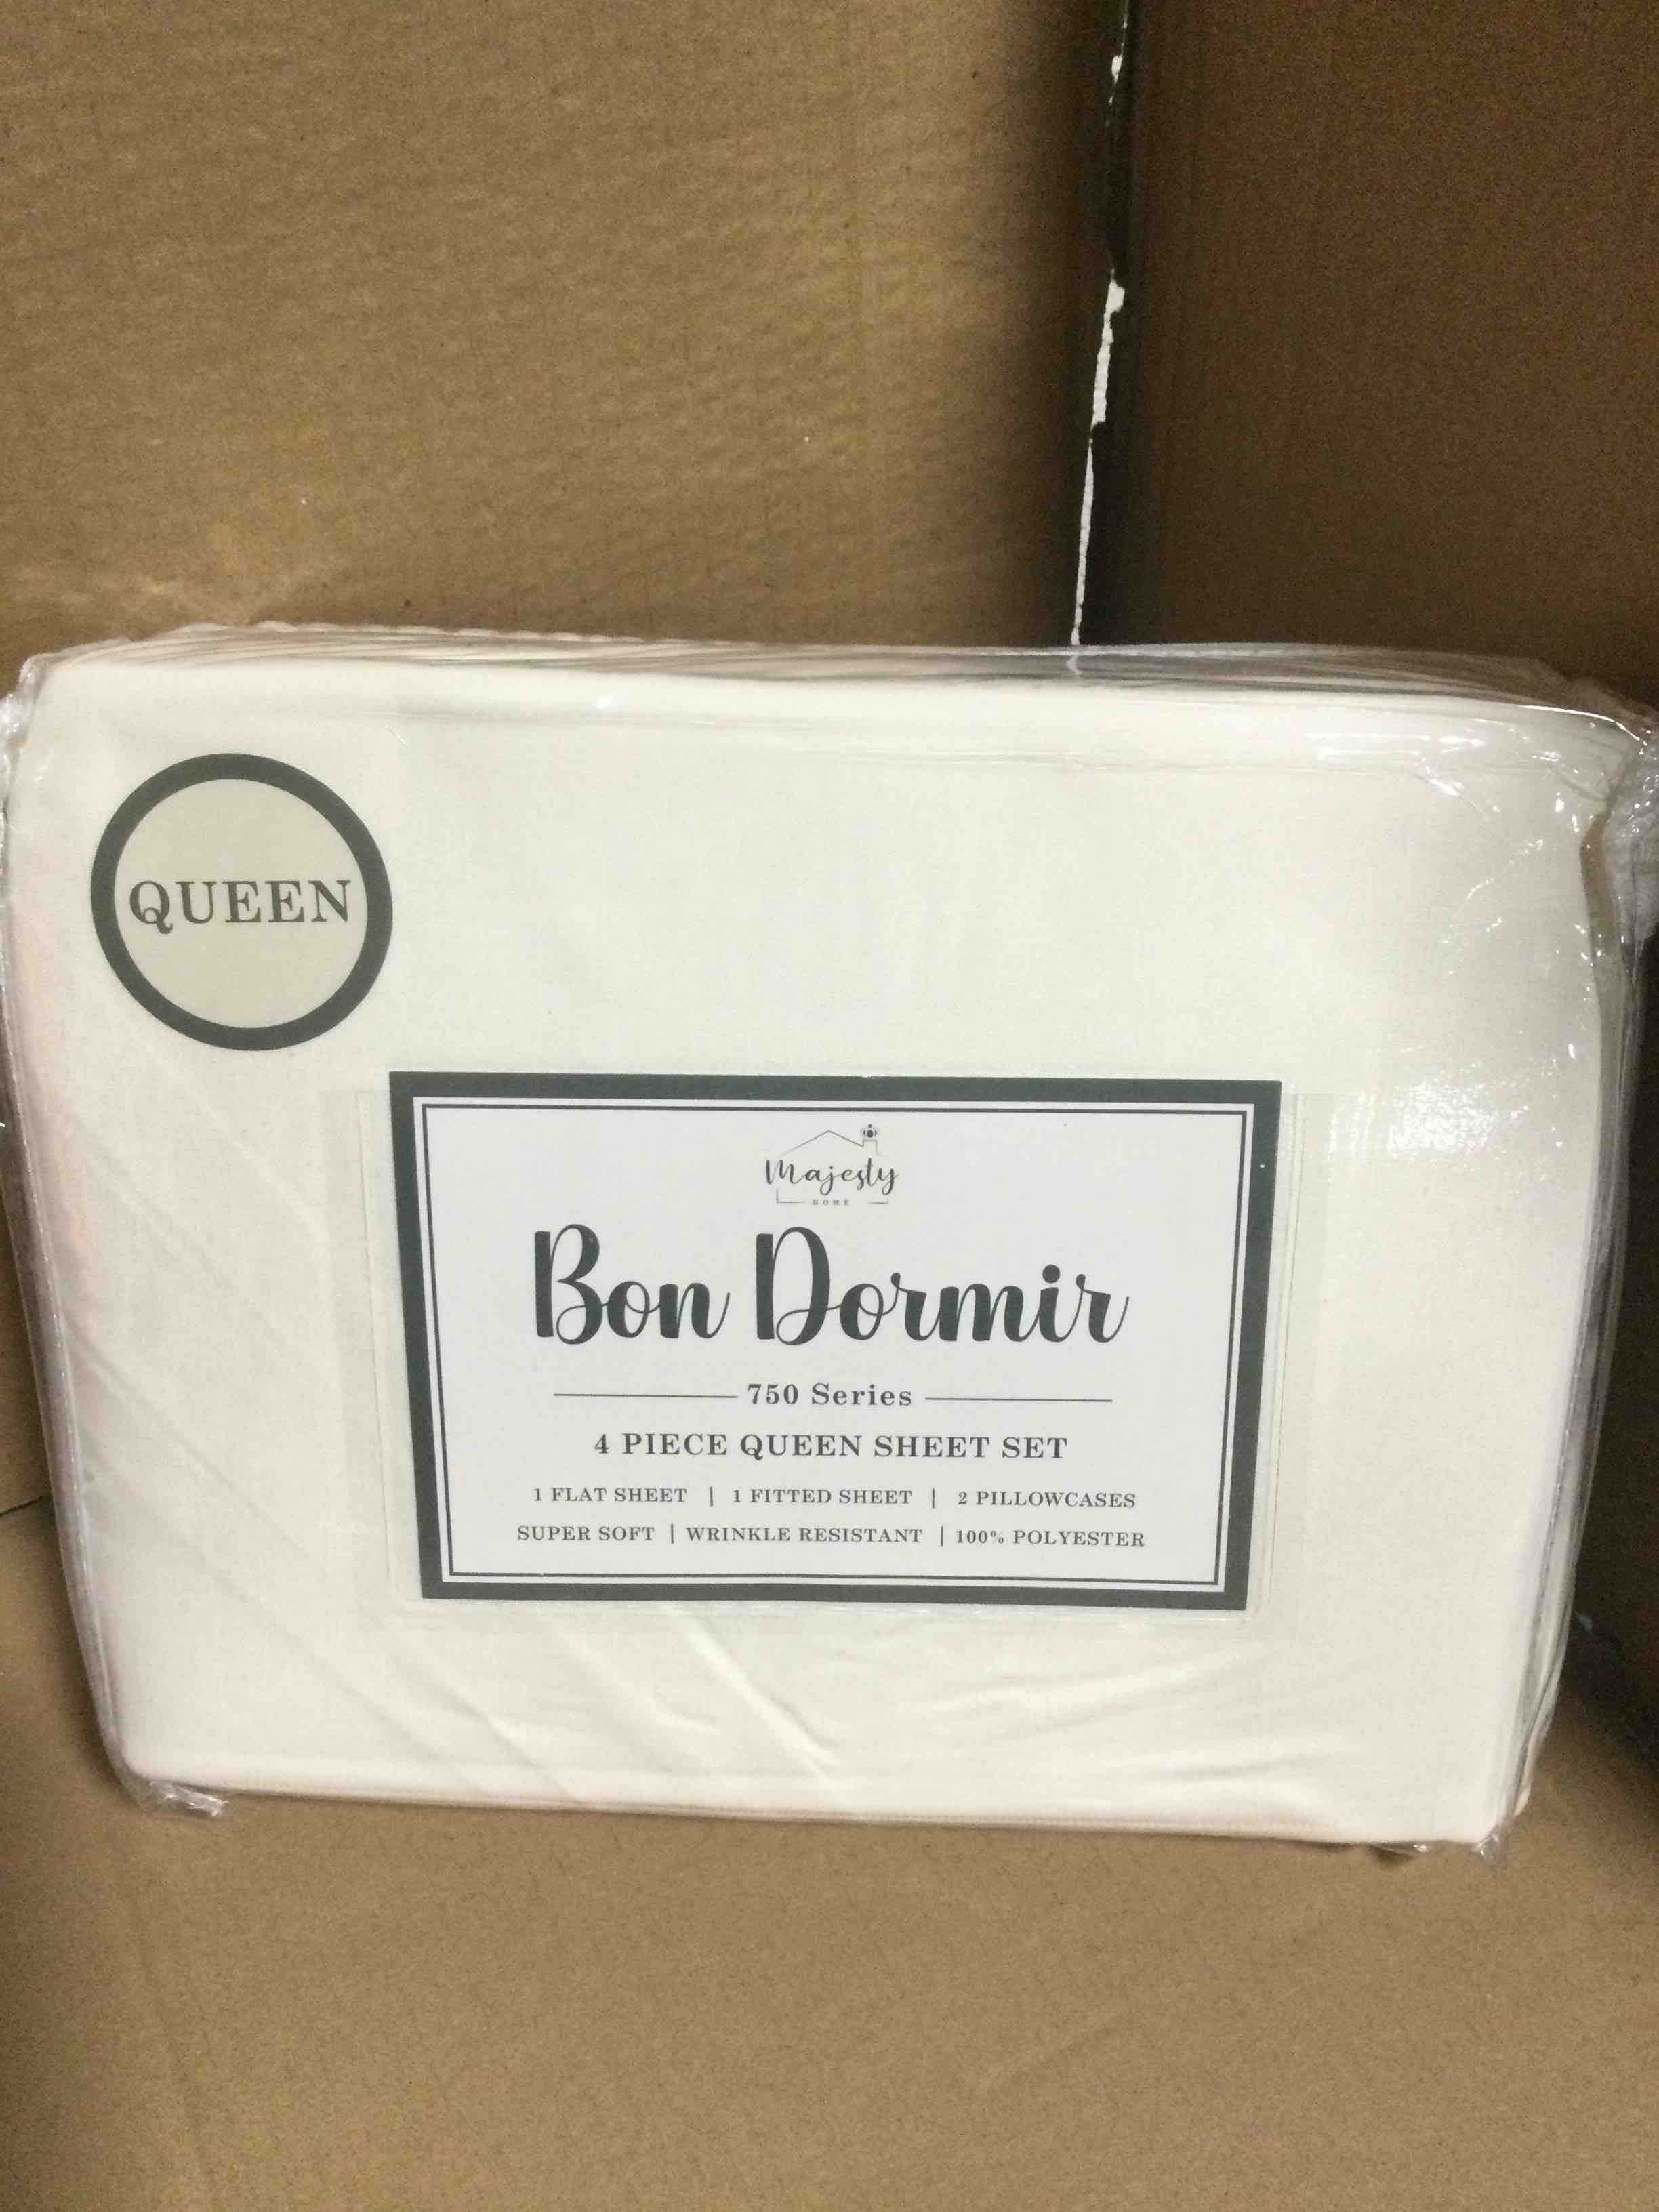 QUEEN
Majesty
HOME
Bon Dormir
750 Series
4 PIECE QUEEN SHEET SET
1 FLAT SHEET | 1 FITTED SHEET | 2 PILLOWCASES
SUPER SOFT | WRINKLE RESISTANT | 100% POLYESTER